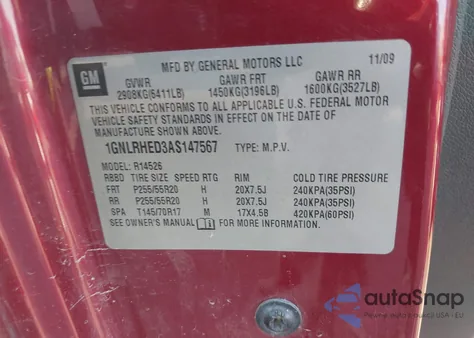 GM MFD BY GENERAL MOTORS LLC 11/09
GVWR GAWR FRT GAWR RR
2908KG(6411LB) 1450KG(3196LB) 1600KG(3527LB)
THIS VEHICLE CONFORMS TO ALL APPLICABLE U.S. FEDERAL MOTOR
VEHICLE SAFETY STANDARDS IN EFFECT ON THE DATE OF
MANUFACTURE SHOWN ABOVE.
1GNLRHED3AS147567 TYPE: M.P.V.
MODEL: R14526
RBBD TIRE SIZE SPEED RTG RIM COLD TIRE PRESSURE
FRT P255/55R20 H 20X7.5J 240KPA(35PSI)
RR P255/55R20 H 20X7.5J 240KPA(35PSI)
SPA T145/70R17 M 17X4.5B 420KPA(60PSI)
SEE OWNER'S MANUAL FOR MORE INFORMATION
autoSnap